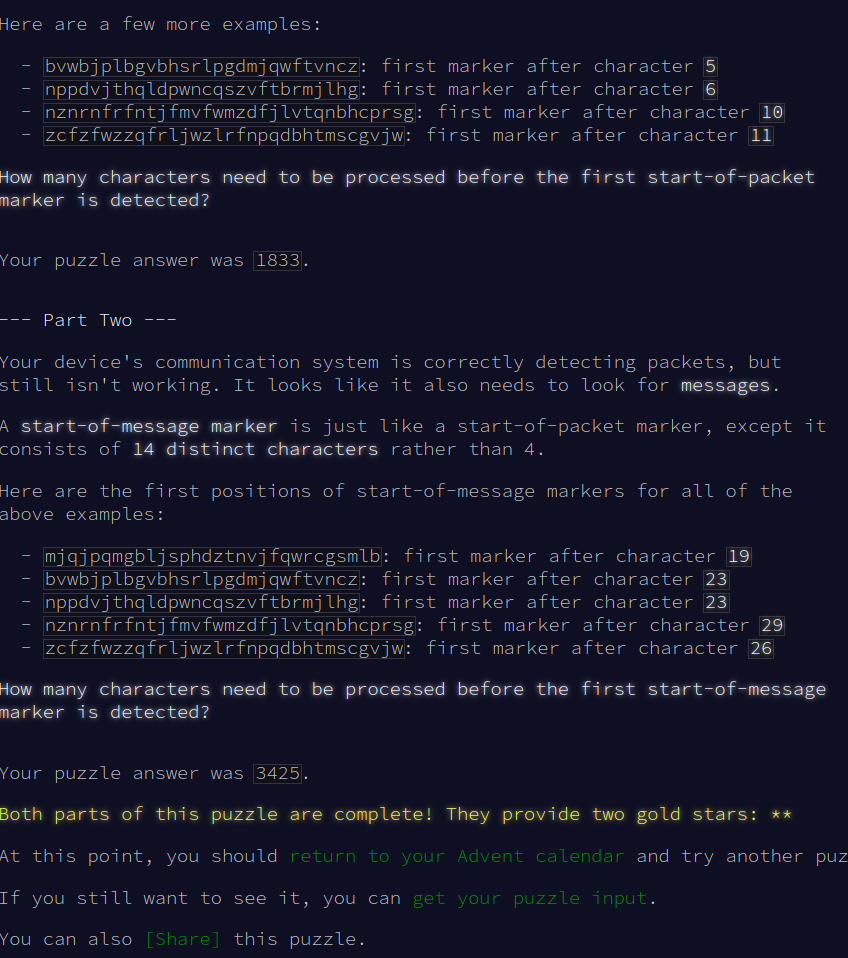 Here are a few more examples:
- bvwbjplbgvbhsrlpgdmjqwftvncz: first marker after character 5
- nppdvjthqldpwncqszvftbrmjlhg: first marker after character 6
- nznrnfrfntjfmvfwmzdfjlvtqnbhcprsg: first marker after character 10
- zcfzfwzzqfrljwzlrfnpqdbhtmscgvjw: first marker after character 11
How many characters need to be processed before the first start-of-packet
marker is detected?
Your puzzle answer was 1833.
--- Part Two ---
Your device's communication system is correctly detecting packets, but
still isn't working. It looks like it also needs to look for messages.
A start-of-message marker is just like a start-of-packet marker, except it
consists of 14 distinct characters rather than 4.
Here are the first positions of start-of-message markers for all of the
above examples:
- mjqjpqmgbljsphdztnvjfqwrcgsmlb: first marker after character 19
- bvwbjplbgvbhsrlpgdmjqwftvncz: first marker after character 23
- nppdvjthqldpwncqszvftbrmjlhg: first marker after character 23
- nznrnfrfntjfmvfwmzdfjlvtqnbhcprsg: first marker after character 29
- zcfzfwzzqfrljwzlrfnpqdbhtmscgvjw: first marker after character 26
How many characters need to be processed before the first start-of-message
marker is detected?
Your puzzle answer was 3425.
Both parts of this puzzle are complete! They provide two gold stars: **
At this point, you should return to your Advent calendar and try another puz
If you still want to see it, you can get your puzzle input.
You can also [Share] this puzzle.